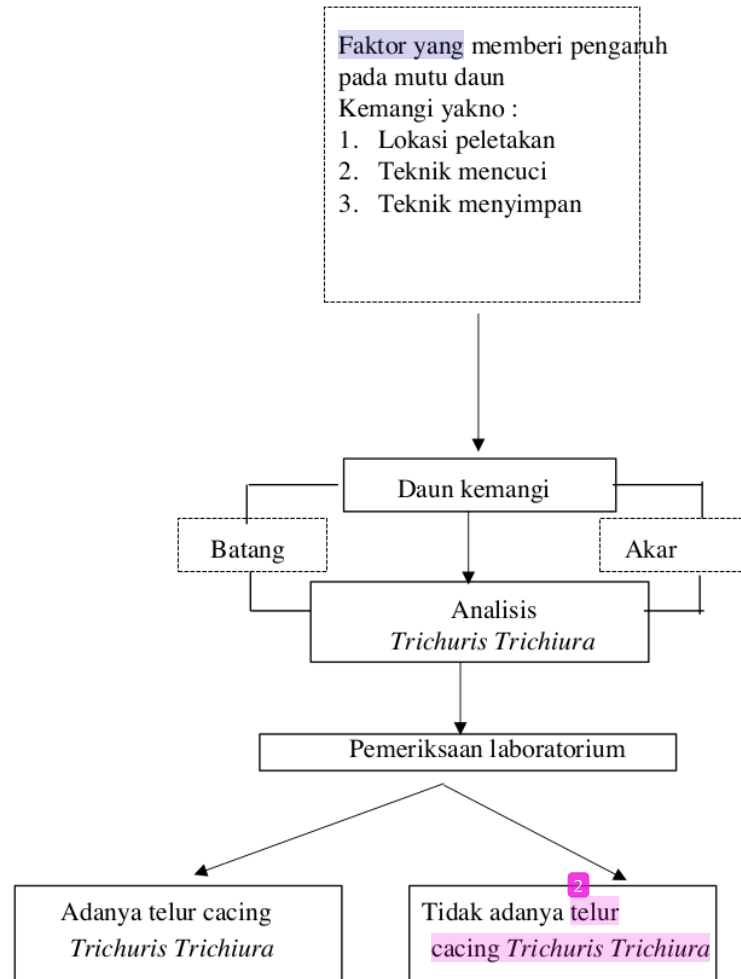 Faktor yang memberi pengaruh
pada mutu daun
Kemangi yakno :
1. Lokasi peletakan
2. Teknik mencuci
3. Teknik menyimpan
Daun kemangi
Batang
Akar
Analisis
Trichuris Trichiura
Pemeriksaan laboratorium
Adanya telur cacing
Trichuris Trichiura
2
Tidak adanya telur
cacing Trichuris Trichiura